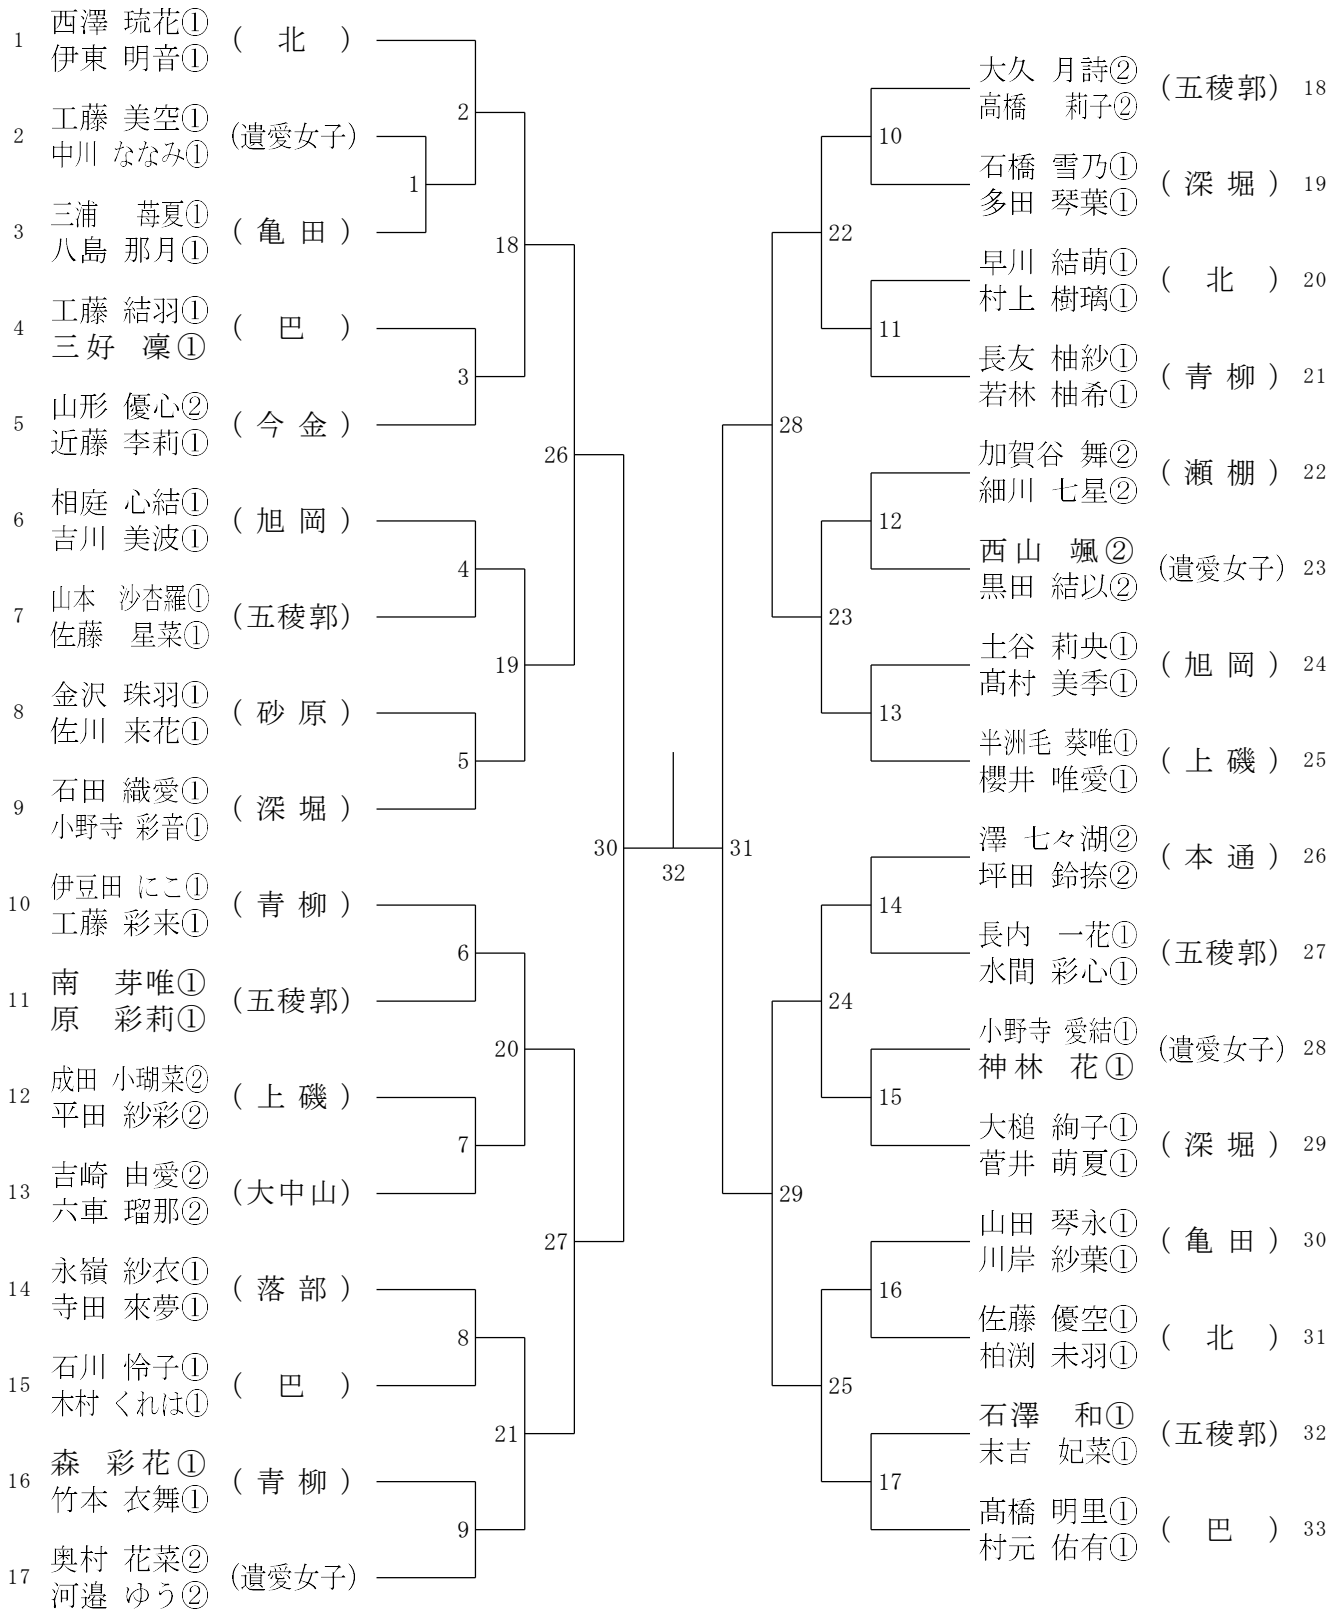 1 西澤 琉花① ( 北 )
伊東 明音①
2 工藤 美空① (遺愛女子)
中川 ななみ①
3 三浦 苺夏① ( 亀 田 )
八島 那月①
4 工藤 結羽① ( 巴 )
三好 凜①
5 山形 優心② ( 今 金 )
近藤 李莉①
6 相庭 心結① ( 旭 岡 )
吉川 美波①
7 山本 沙杏羅① (五稜郭)
佐藤 星菜①
8 金沢 珠羽① ( 砂 原 )
佐川 来花①
9 石田 織愛① ( 深 堀 )
小野寺 彩音①
10 伊豆田 にこ① ( 青 柳 )
工藤 彩来①
11 南 芽唯① (五稜郭)
原 彩莉①
12 成田 小瑚菜② ( 上 磯 )
平田 紗彩②
13 吉崎 由愛② (大中山)
六車 瑠那②
14 永嶺 紗衣① ( 落 部 )
寺田 來夢①
15 石川 怜子① ( 巴 )
木村 くれは①
16 森 彩花① ( 青 柳 )
竹本 衣舞①
17 奥村 花菜② (遺愛女子)
河邉 ゆう②
2
1
18
3
26
4
19
5
30
6
20
7
27
8
21
9
32
31
10
22
11
28
12
23
13
14
24
15
29
16
25
17
大久 月詩② (五稜郭) 18
高橋 莉子②
石橋 雪乃① ( 深 堀 ) 19
多田 琴葉①
早川 結萌① ( 北 ) 20
村上 樹璃①
長友 柚紗① ( 青 柳 ) 21
若林 柚希①
加賀谷 舞② ( 瀬 棚 ) 22
細川 七星②
西山 颯② (遺愛女子) 23
黒田 結以②
土谷 莉央① ( 旭 岡 ) 24
髙村 美季①
半洲毛 葵唯① ( 上 磯 ) 25
櫻井 唯愛①
澤 七々湖② ( 本 通 ) 26
坪田 鈴捺②
長内 一花① (五稜郭) 27
水間 彩心①
小野寺 愛結① (遺愛女子) 28
神林 花①
大槌 絢子① ( 深 堀 ) 29
菅井 萌夏①
山田 琴永① ( 亀 田 ) 30
川岸 紗葉①
佐藤 優空① ( 北 ) 31
柏渕 未羽①
石澤 和① (五稜郭) 32
末吉 妃菜①
髙橋 明里① ( 巴 ) 33
村元 佑有①